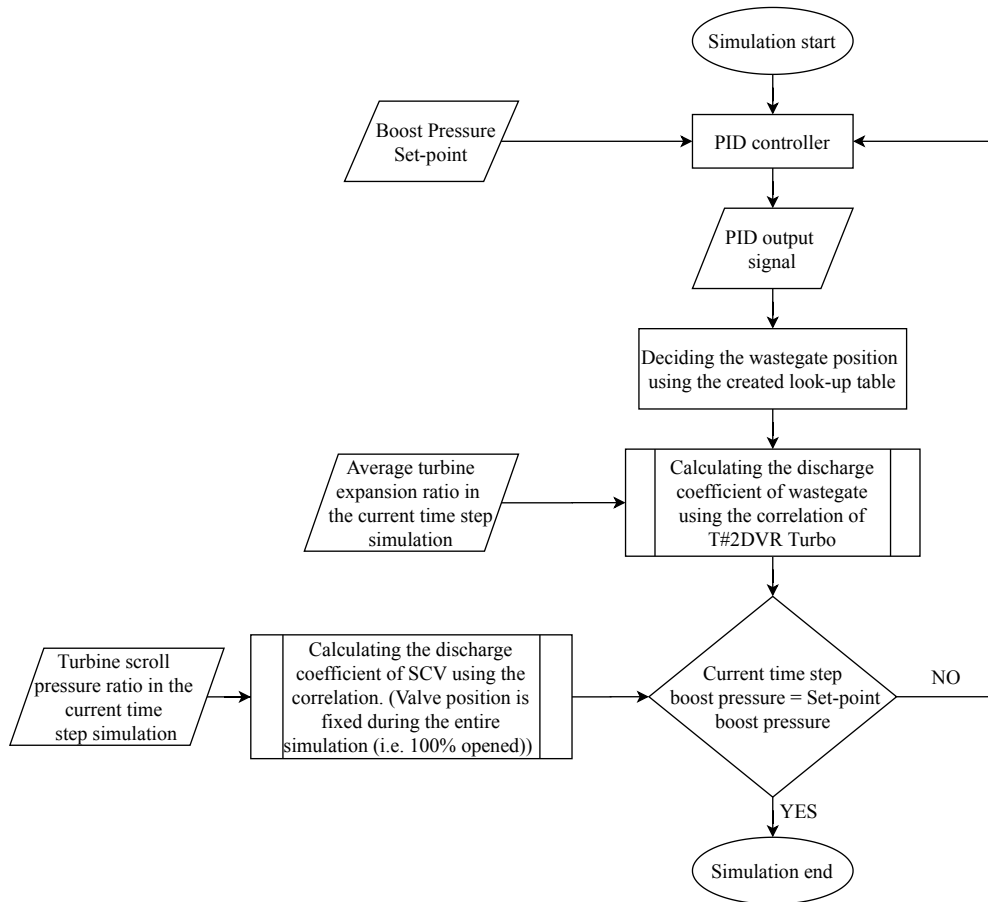 Simulation start
Boost Pressure
Set-point
PID controller
PID output
signal
Deciding the wastegate position
using the created look-up table
Average turbine
expansion ratio in
the current time step
simulation
Calculating the discharge
coefficient of wastegate
using the correlation of
T#2DVR Turbo
Turbine scroll
pressure ratio in the
current time
step simulation
Calculating the discharge
coefficient of SCV using the
correlation. (Valve position is
fixed during the entire
simulation (i.e. 100% opened))
Current time step
boost pressure = Set-point
boost pressure
NO
YES
Simulation end